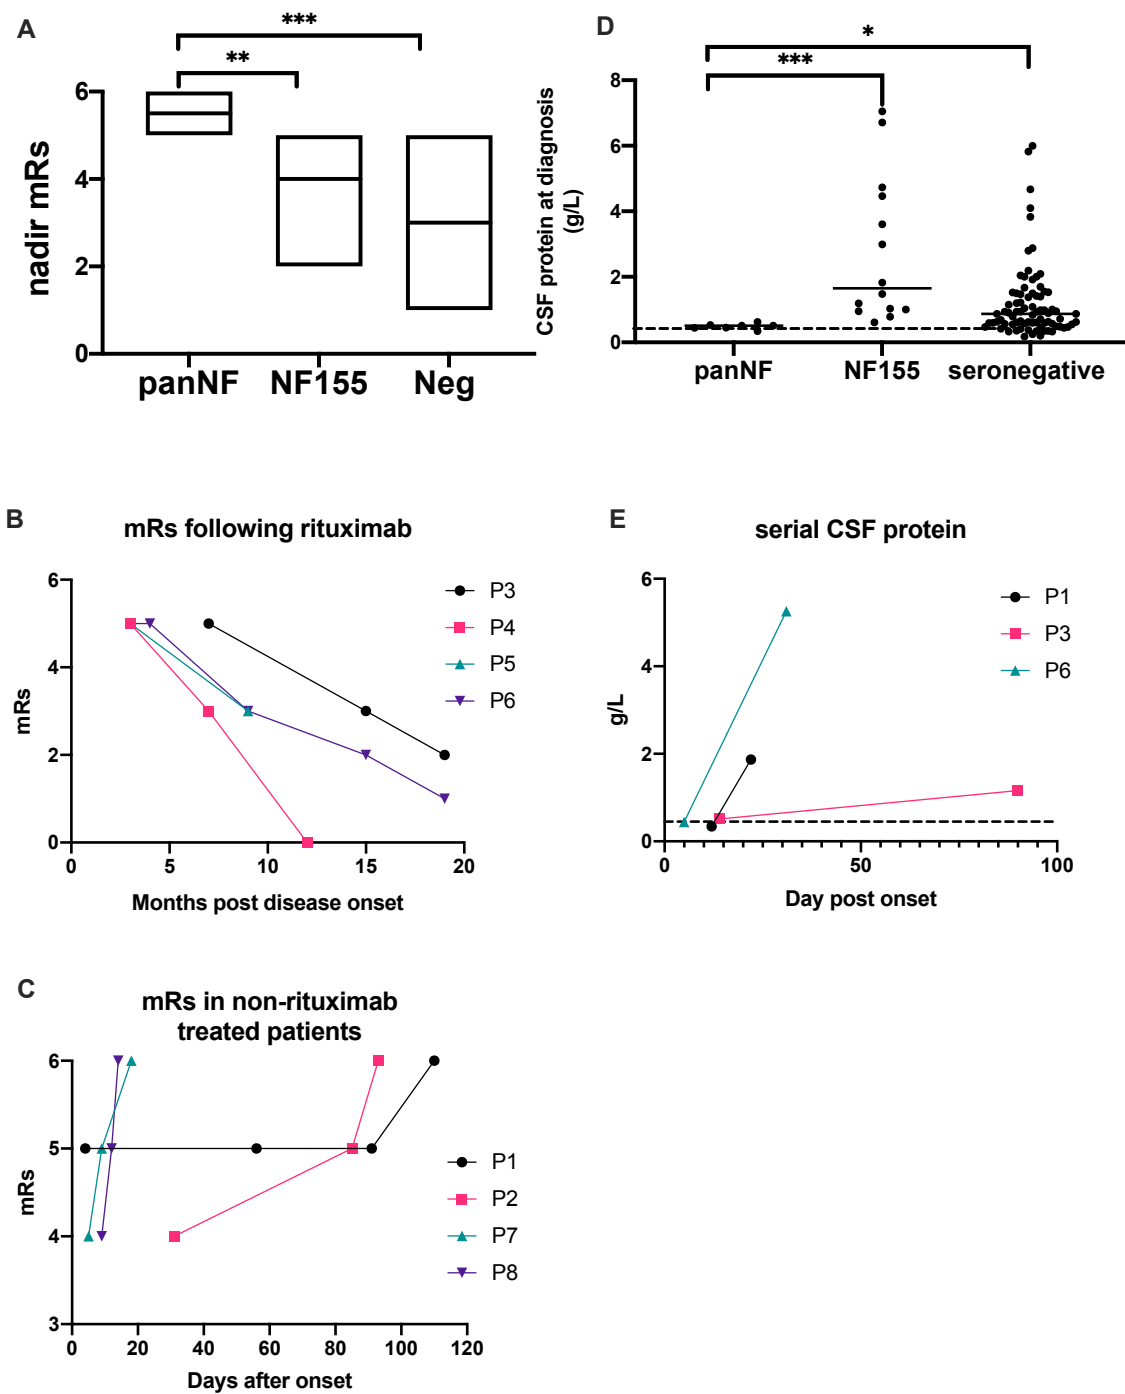 A
***
**
6
4
2
0
nadir mRs
panNF
NF155
Neg
D
*
***
8
6
4
2
0
CSF protein at diagnosis
(g/L)
panNF
NF155
seronegative
B
mRs following rituximab
6
4
2
0
mRs
0
5
10
15
20
Months post disease onset
P3
P4
P5
P6
E
serial CSF protein
6
4
2
0
g/L
0
50
100
Day post onset
P1
P3
P6
C
mRs in non-rituximab
treated patients
6
5
4
3
mRs
0
20
40
60
80
100
120
Days after onset
P1
P2
P7
P8